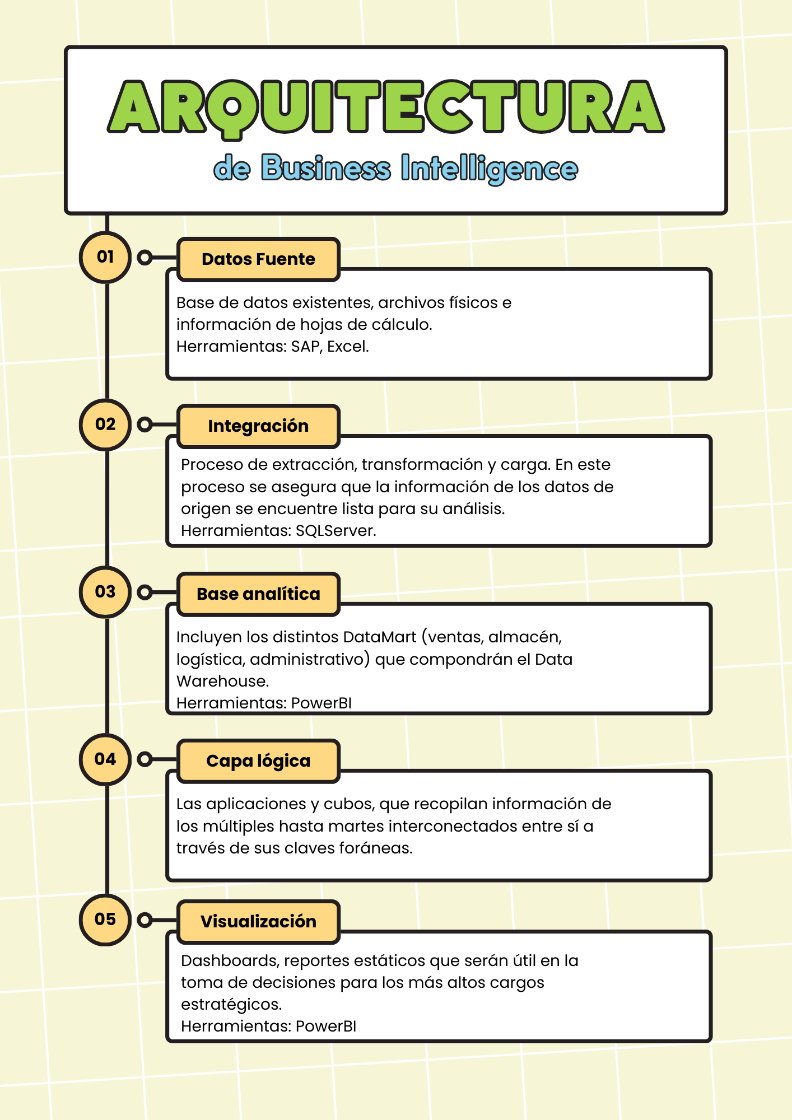 ARQUITECTURA
de Business Intelligence
01
Datos Fuente
Base de datos existentes, archivos físicos e
información de hojas de cálculo.
Herramientas: SAP, Excel.
02
Integración
Proceso de extracción, transformación y carga. En este
proceso se asegura que la información de los datos de
origen se encuentre lista para su análisis.
Herramientas: SQLServer.
03
Base analítica
Incluyen los distintos DataMart (ventas, almacén,
logística, administrativo) que compondrán el Data
Warehouse.
Herramientas: PowerBI
04
Capa lógica
Las aplicaciones y cubos, que recopilan información de
los múltiples hasta martes interconectados entre sí a
través de sus claves foráneas.
05
Visualización
Dashboards, reportes estáticos que serán útil en la
toma de decisiones para los más altos cargos
estratégicos.
Herramientas: PowerBI